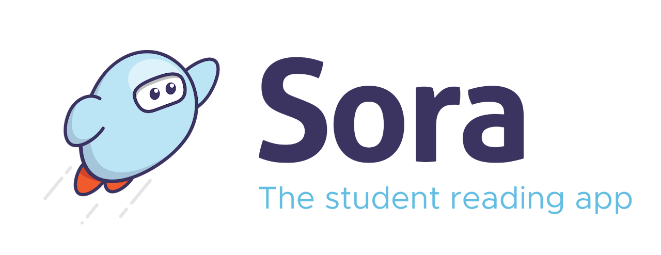 Sora
The student reading app